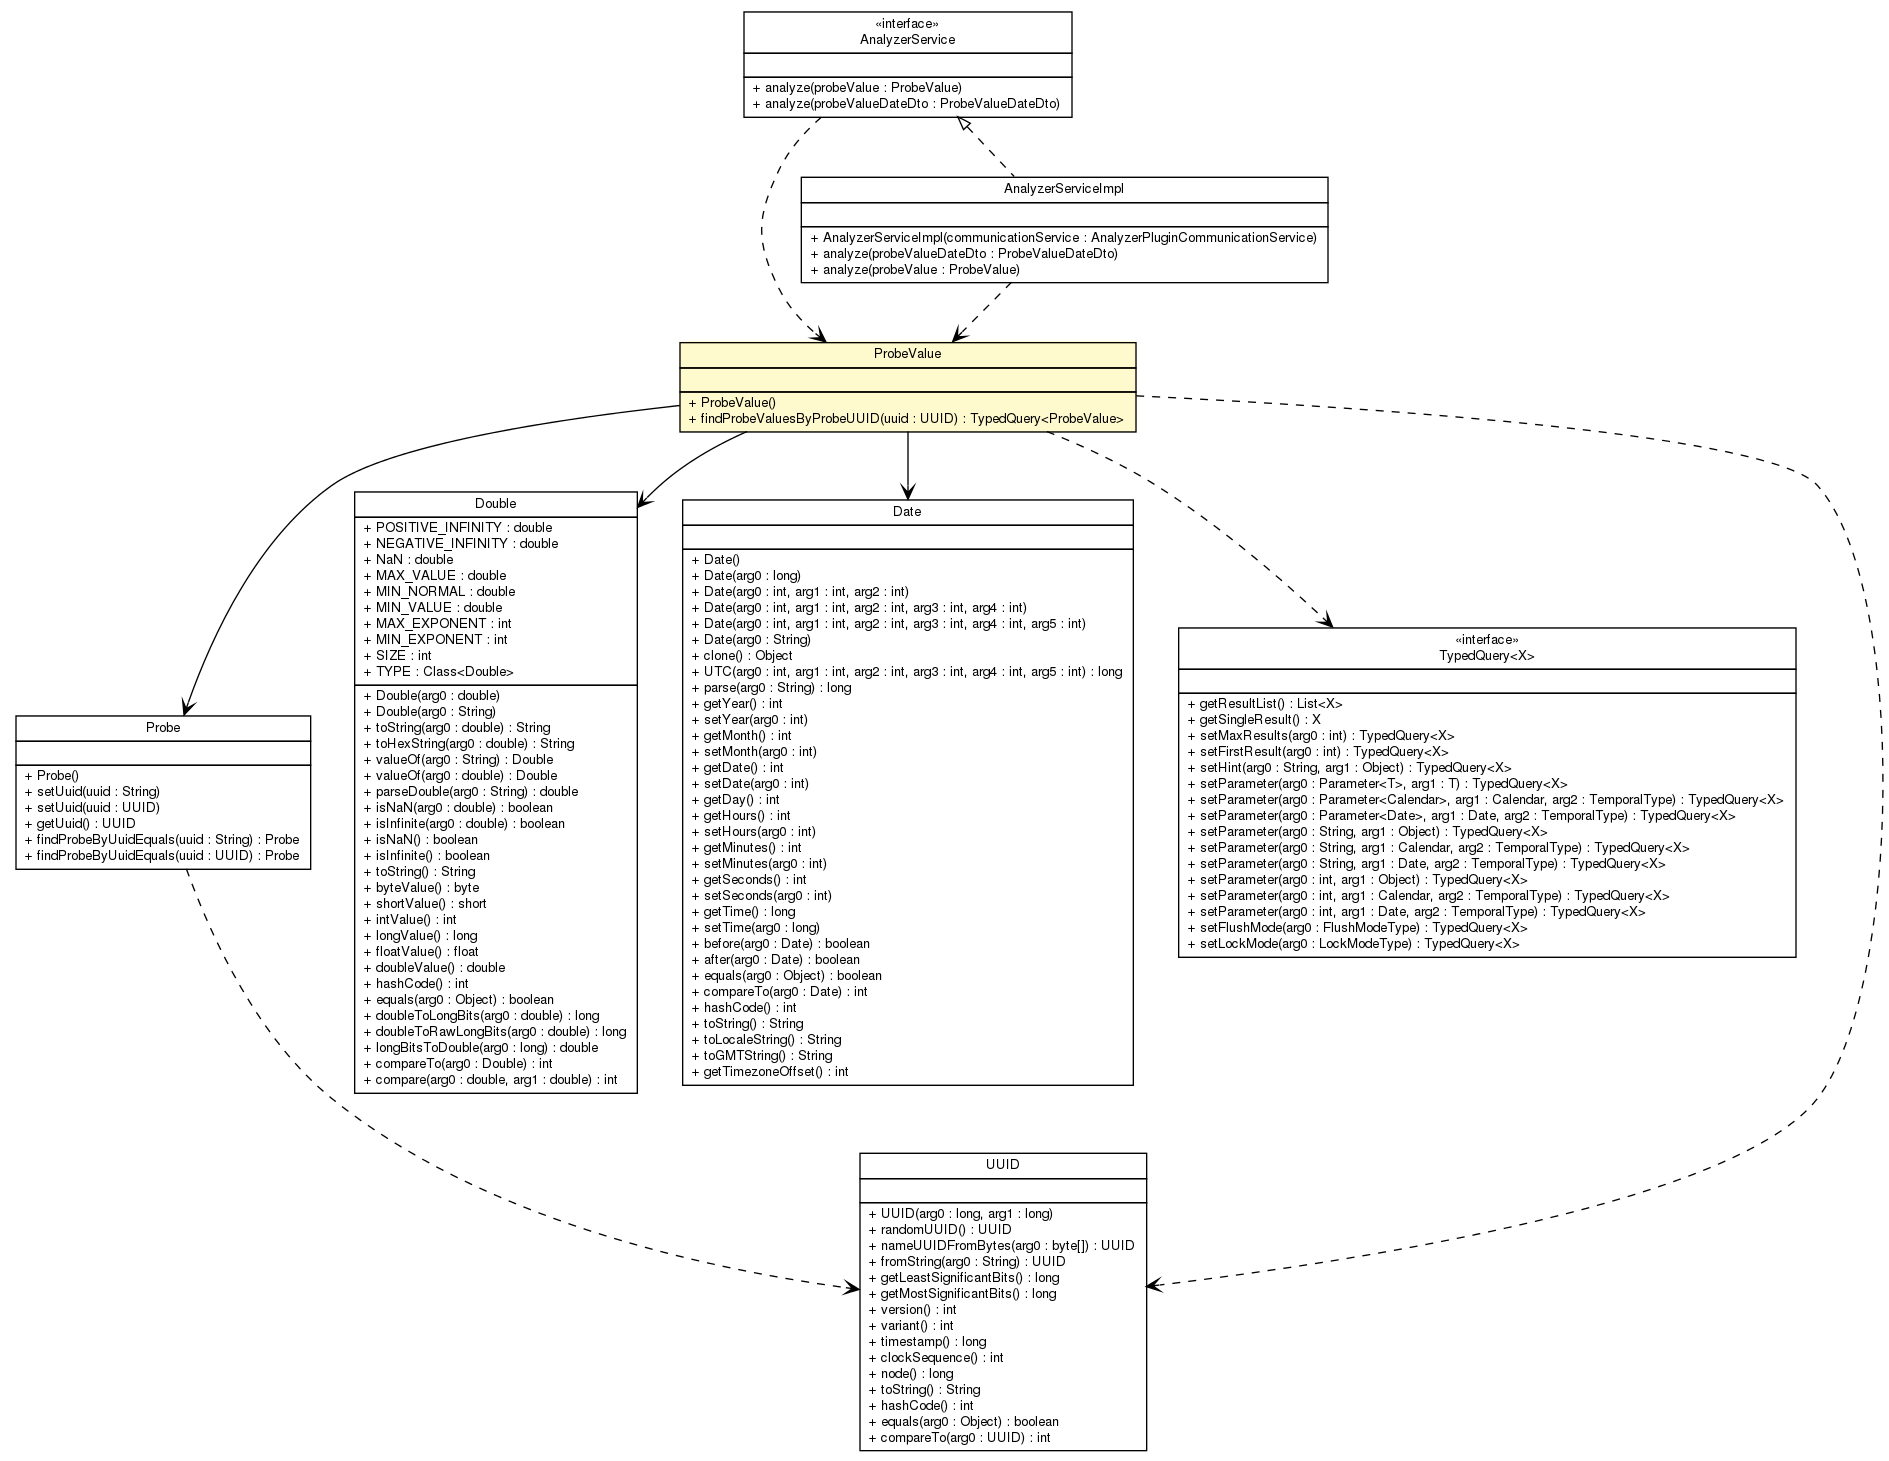 «interface»
AnalyzerService
+ analyze(probeValue : ProbeValue)
+ analyze(probeValueDateDto : ProbeValueDateDto)
AnalyzerServiceImpl
+ AnalyzerServiceImpl(communicationService : AnalyzerPluginCommunicationService)
+ analyze(probeValueDateDto : ProbeValueDateDto)
+ analyze(probeValue : ProbeValue)
ProbeValue
+ ProbeValue()
+ findProbeValuesByProbeUUID(uuid : UUID) : TypedQuery<ProbeValue>
Probe
+ Probe()
+ setUuid(uuid : String)
+ setUuid(uuid : UUID)
+ getUuid() : UUID
+ findProbeByUuidEquals(uuid : String) : Probe
+ findProbeByUuidEquals(uuid : UUID) : Probe
Double
+ POSITIVE_INFINITY : double
+ NEGATIVE_INFINITY : double
+ NaN : double
+ MAX_VALUE : double
+ MIN_NORMAL : double
+ MIN_VALUE : double
+ MAX_EXPONENT : int
+ MIN_EXPONENT : int
+ SIZE : int
+ TYPE : Class<Double>
+ Double(arg0 : double)
+ Double(arg0 : String)
+ toString(arg0 : double) : String
+ toHexString(arg0 : double) : String
+ valueOf(arg0 : String) : Double
+ valueOf(arg0 : double) : Double
+ parseDouble(arg0 : String) : double
+ isNaN(arg0 : double) : boolean
+ isInfinite(arg0 : double) : boolean
+ isNaN() : boolean
+ isInfinite() : boolean
+ toString() : String
+ byteValue() : byte
+ shortValue() : short
+ intValue() : int
+ longValue() : long
+ floatValue() : float
+ doubleValue() : double
+ hashCode() : int
+ equals(arg0 : Object) : boolean
+ doubleToLongBits(arg0 : double) : long
+ doubleToRawLongBits(arg0 : double) : long
+ longBitsToDouble(arg0 : long) : double
+ compareTo(arg0 : Double) : int
+ compare(arg0 : double, arg1 : double) : int
Date
+ Date()
+ Date(arg0 : long)
+ Date(arg0 : int, arg1 : int, arg2 : int)
+ Date(arg0 : int, arg1 : int, arg2 : int, arg3 : int, arg4 : int)
+ Date(arg0 : int, arg1 : int, arg2 : int, arg3 : int, arg4 : int, arg5 : int)
+ Date(arg0 : String)
+ clone() : Object
+ UTC(arg0 : int, arg1 : int, arg2 : int, arg3 : int, arg4 : int, arg5 : int) : long
+ parse(arg0 : String) : long
+ getYear() : int
+ setYear(arg0 : int)
+ getMonth() : int
+ setMonth(arg0 : int)
+ getDate() : int
+ setDate(arg0 : int)
+ getDay() : int
+ getHours() : int
+ setHours(arg0 : int)
+ getMinutes() : int
+ setMinutes(arg0 : int)
+ getSeconds() : int
+ setSeconds(arg0 : int)
+ getTime() : long
+ setTime(arg0 : long)
+ before(arg0 : Date) : boolean
+ after(arg0 : Date) : boolean
+ equals(arg0 : Object) : boolean
+ compareTo(arg0 : Date) : int
+ hashCode() : int
+ toString() : String
+ toLocaleString() : String
+ toGMTString() : String
+ getTimezoneOffset() : int
«interface»
TypedQuery<X>
+ getResultList() : List<X>
+ getSingleResult() : X
+ setMaxResults(arg0 : int) : TypedQuery<X>
+ setFirstResult(arg0 : int) : TypedQuery<X>
+ setHint(arg0 : String, arg1 : Object) : TypedQuery<X>
+ setParameter(arg0 : Parameter<T>, arg1 : T) : TypedQuery<X>
+ setParameter(arg0 : Parameter<Calendar>, arg1 : Calendar, arg2 : TemporalType) : TypedQuery<X>
+ setParameter(arg0 : Parameter<Date>, arg1 : Date, arg2 : TemporalType) : TypedQuery<X>
+ setParameter(arg0 : String, arg1 : Object) : TypedQuery<X>
+ setParameter(arg0 : String, arg1 : Calendar, arg2 : TemporalType) : TypedQuery<X>
+ setParameter(arg0 : String, arg1 : Date, arg2 : TemporalType) : TypedQuery<X>
+ setParameter(arg0 : int, arg1 : Object) : TypedQuery<X>
+ setParameter(arg0 : int, arg1 : Calendar, arg2 : TemporalType) : TypedQuery<X>
+ setParameter(arg0 : int, arg1 : Date, arg2 : TemporalType) : TypedQuery<X>
+ setFlushMode(arg0 : FlushModeType) : TypedQuery<X>
+ setLockMode(arg0 : LockModeType) : TypedQuery<X>
UUID
+ UUID(arg0 : long, arg1 : long)
+ randomUUID() : UUID
+ nameUUIDFromBytes(arg0 : byte[]) : UUID
+ fromString(arg0 : String) : UUID
+ getLeastSignificantBits() : long
+ getMostSignificantBits() : long
+ version() : int
+ variant() : int
+ timestamp() : long
+ clockSequence() : int
+ node() : long
+ toString() : String
+ hashCode() : int
+ equals(arg0 : Object) : boolean
+ compareTo(arg0 : UUID) : int